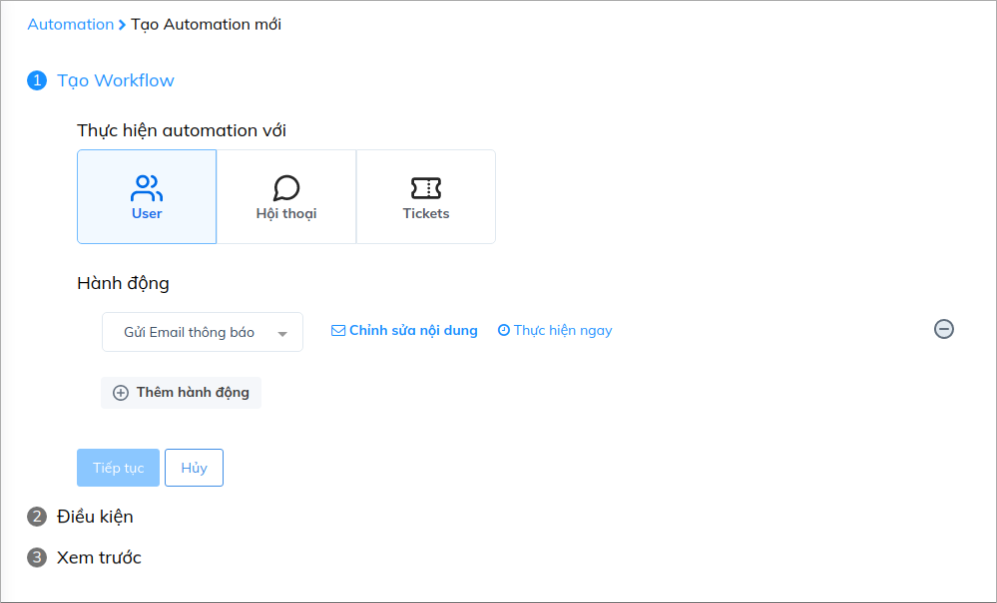 Automation > Tạo Automation mới
1 Tạo Workflow
Thực hiện automation với
User Hội thoại Tickets
Hành động
Gửi Email thông báo Chỉnh sửa nội dung Thực hiện ngay
Thêm hành động
Tiếp tục Hủy
2 Điều kiện
3 Xem trước